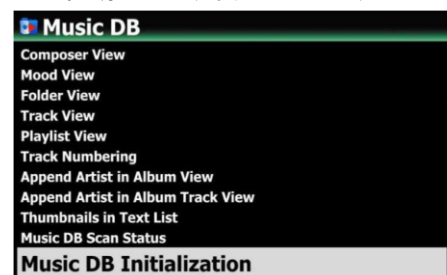 Music DB
Composer View
Mood View
Folder View
Track View
Playlist View
Track Numbering
Append Artist in Album View
Append Artist in Album Track View
Thumbnails in Text List
Music DB Scan Status
Music DB Initialization